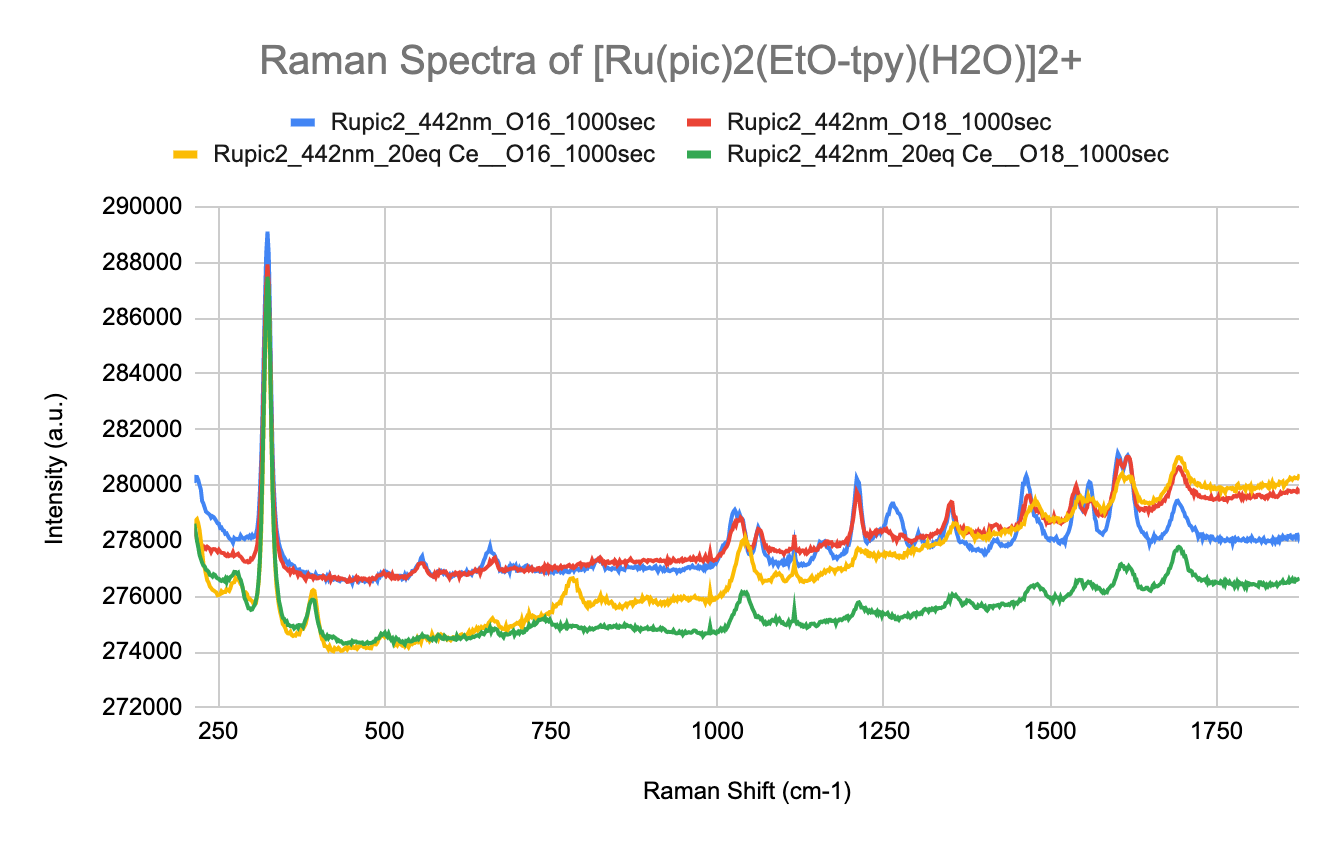 Raman Spectra of [Ru(pic)2(EtO-tpy)(H2O)]2+
Rupic2_442nm_O16_1000sec Rupic2_442nm_O18_1000sec
Rupic2_442nm_20eq Ce__O16_1000sec Rupic2_442nm_20eq Ce__O18_1000sec
290000
288000
286000
284000
282000
280000
278000
276000
274000
272000
Intensity (a.u.)
250 500 750 1000 1250 1500 1750
Raman Shift (cm-1)